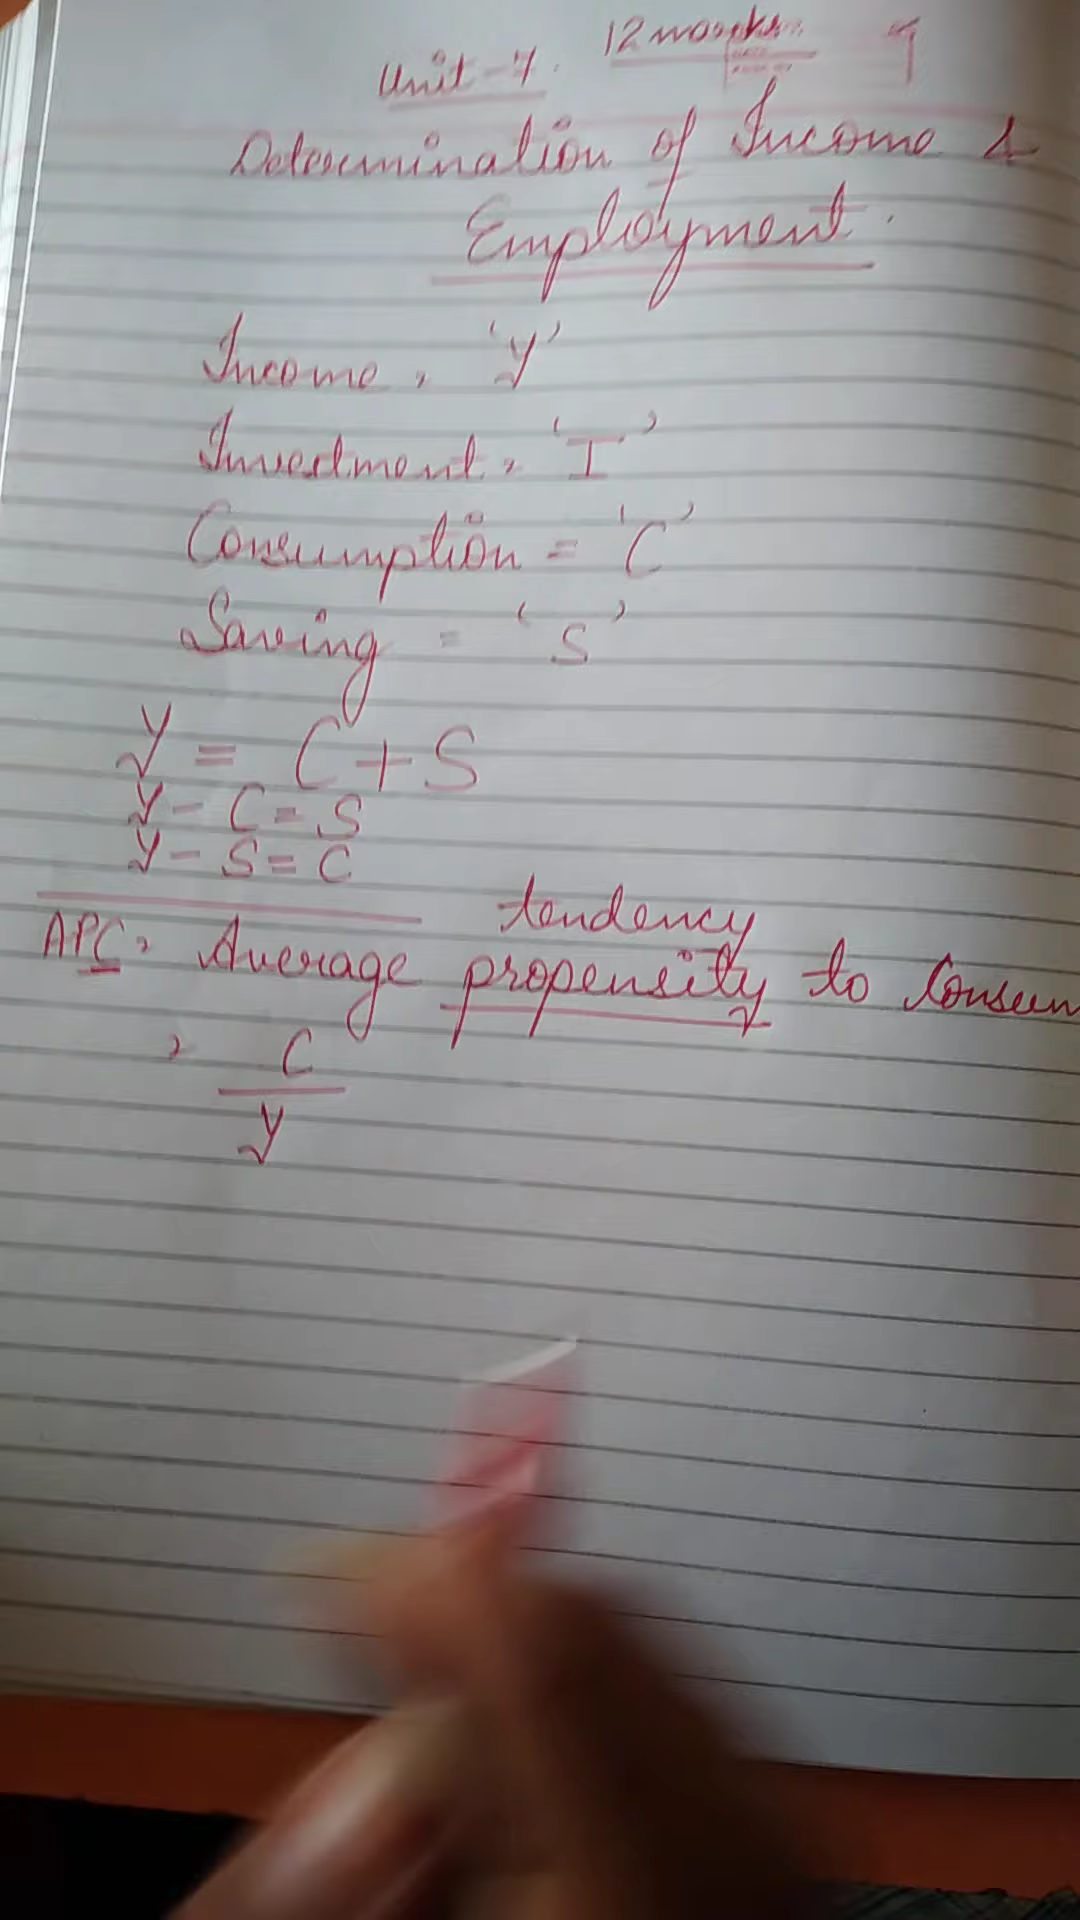 Unit - 7. 12 marks.
Determination of Income &
Employment.
Income = 'Y'
Investment = 'I'
Consumption = 'C'
Saving = 'S'
Y = C + S
Y - C = S
Y - S = C
tendency
APC = Average propensity to Consum
= C
Y